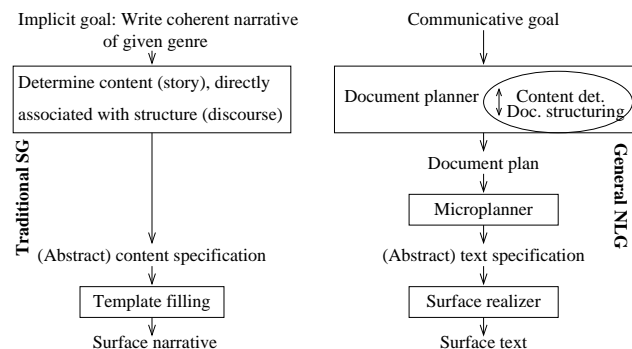 Implicit goal: Write coherent narrative
of given genre
Determine content (story), directly
associated with structure (discourse)
Traditional SG
(Abstract) content specification
Template filling
Surface narrative
Communicative goal
Document planner
Content det.
Doc. structuring
Document plan
General NLG
Microplanner
(Abstract) text specification
Surface realizer
Surface text